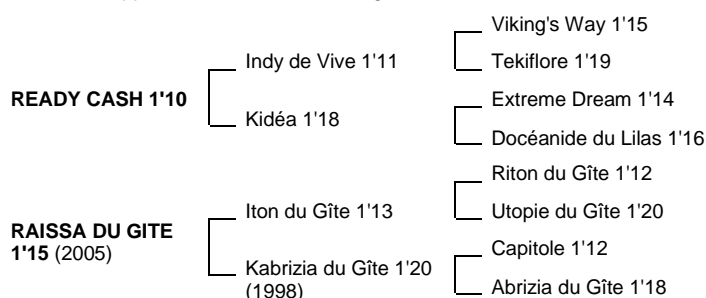 Viking's Way 1'15
Indy de Vive 1'11
Tekiflore 1'19
READY CASH 1'10
Extreme Dream 1'14
Kidéa 1'18
Docéanide du Lilas 1'16
Riton du Gîte 1'12
Iton du Gîte 1'13
Utopie du Gîte 1'20
RAISSA DU GITE
1'15 (2005)
Capitole 1'12
Kabrizia du Gîte 1'20
(1998)
Abrizia du Gîte 1'18